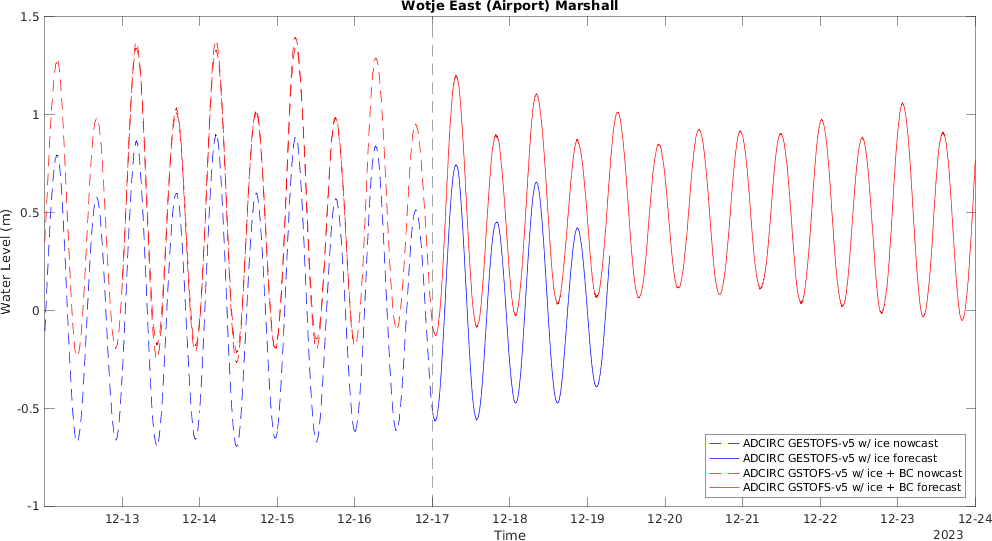 Wotje East (Airport) Marshall
1.5
1
0.5
0
-0.5
-1
Water Level (m)
12-13 12-14 12-15 12-16 12-17 12-18 12-19 12-20 12-21 12-22 12-23 12-24
Time
2023
ADCIRC GESTOFS-v5 w/ ice nowcast
ADCIRC GESTOFS-v5 w/ ice forecast
ADCIRC GSTOFS-v5 w/ ice + BC nowcast
ADCIRC GSTOFS-v5 w/ ice + BC forecast